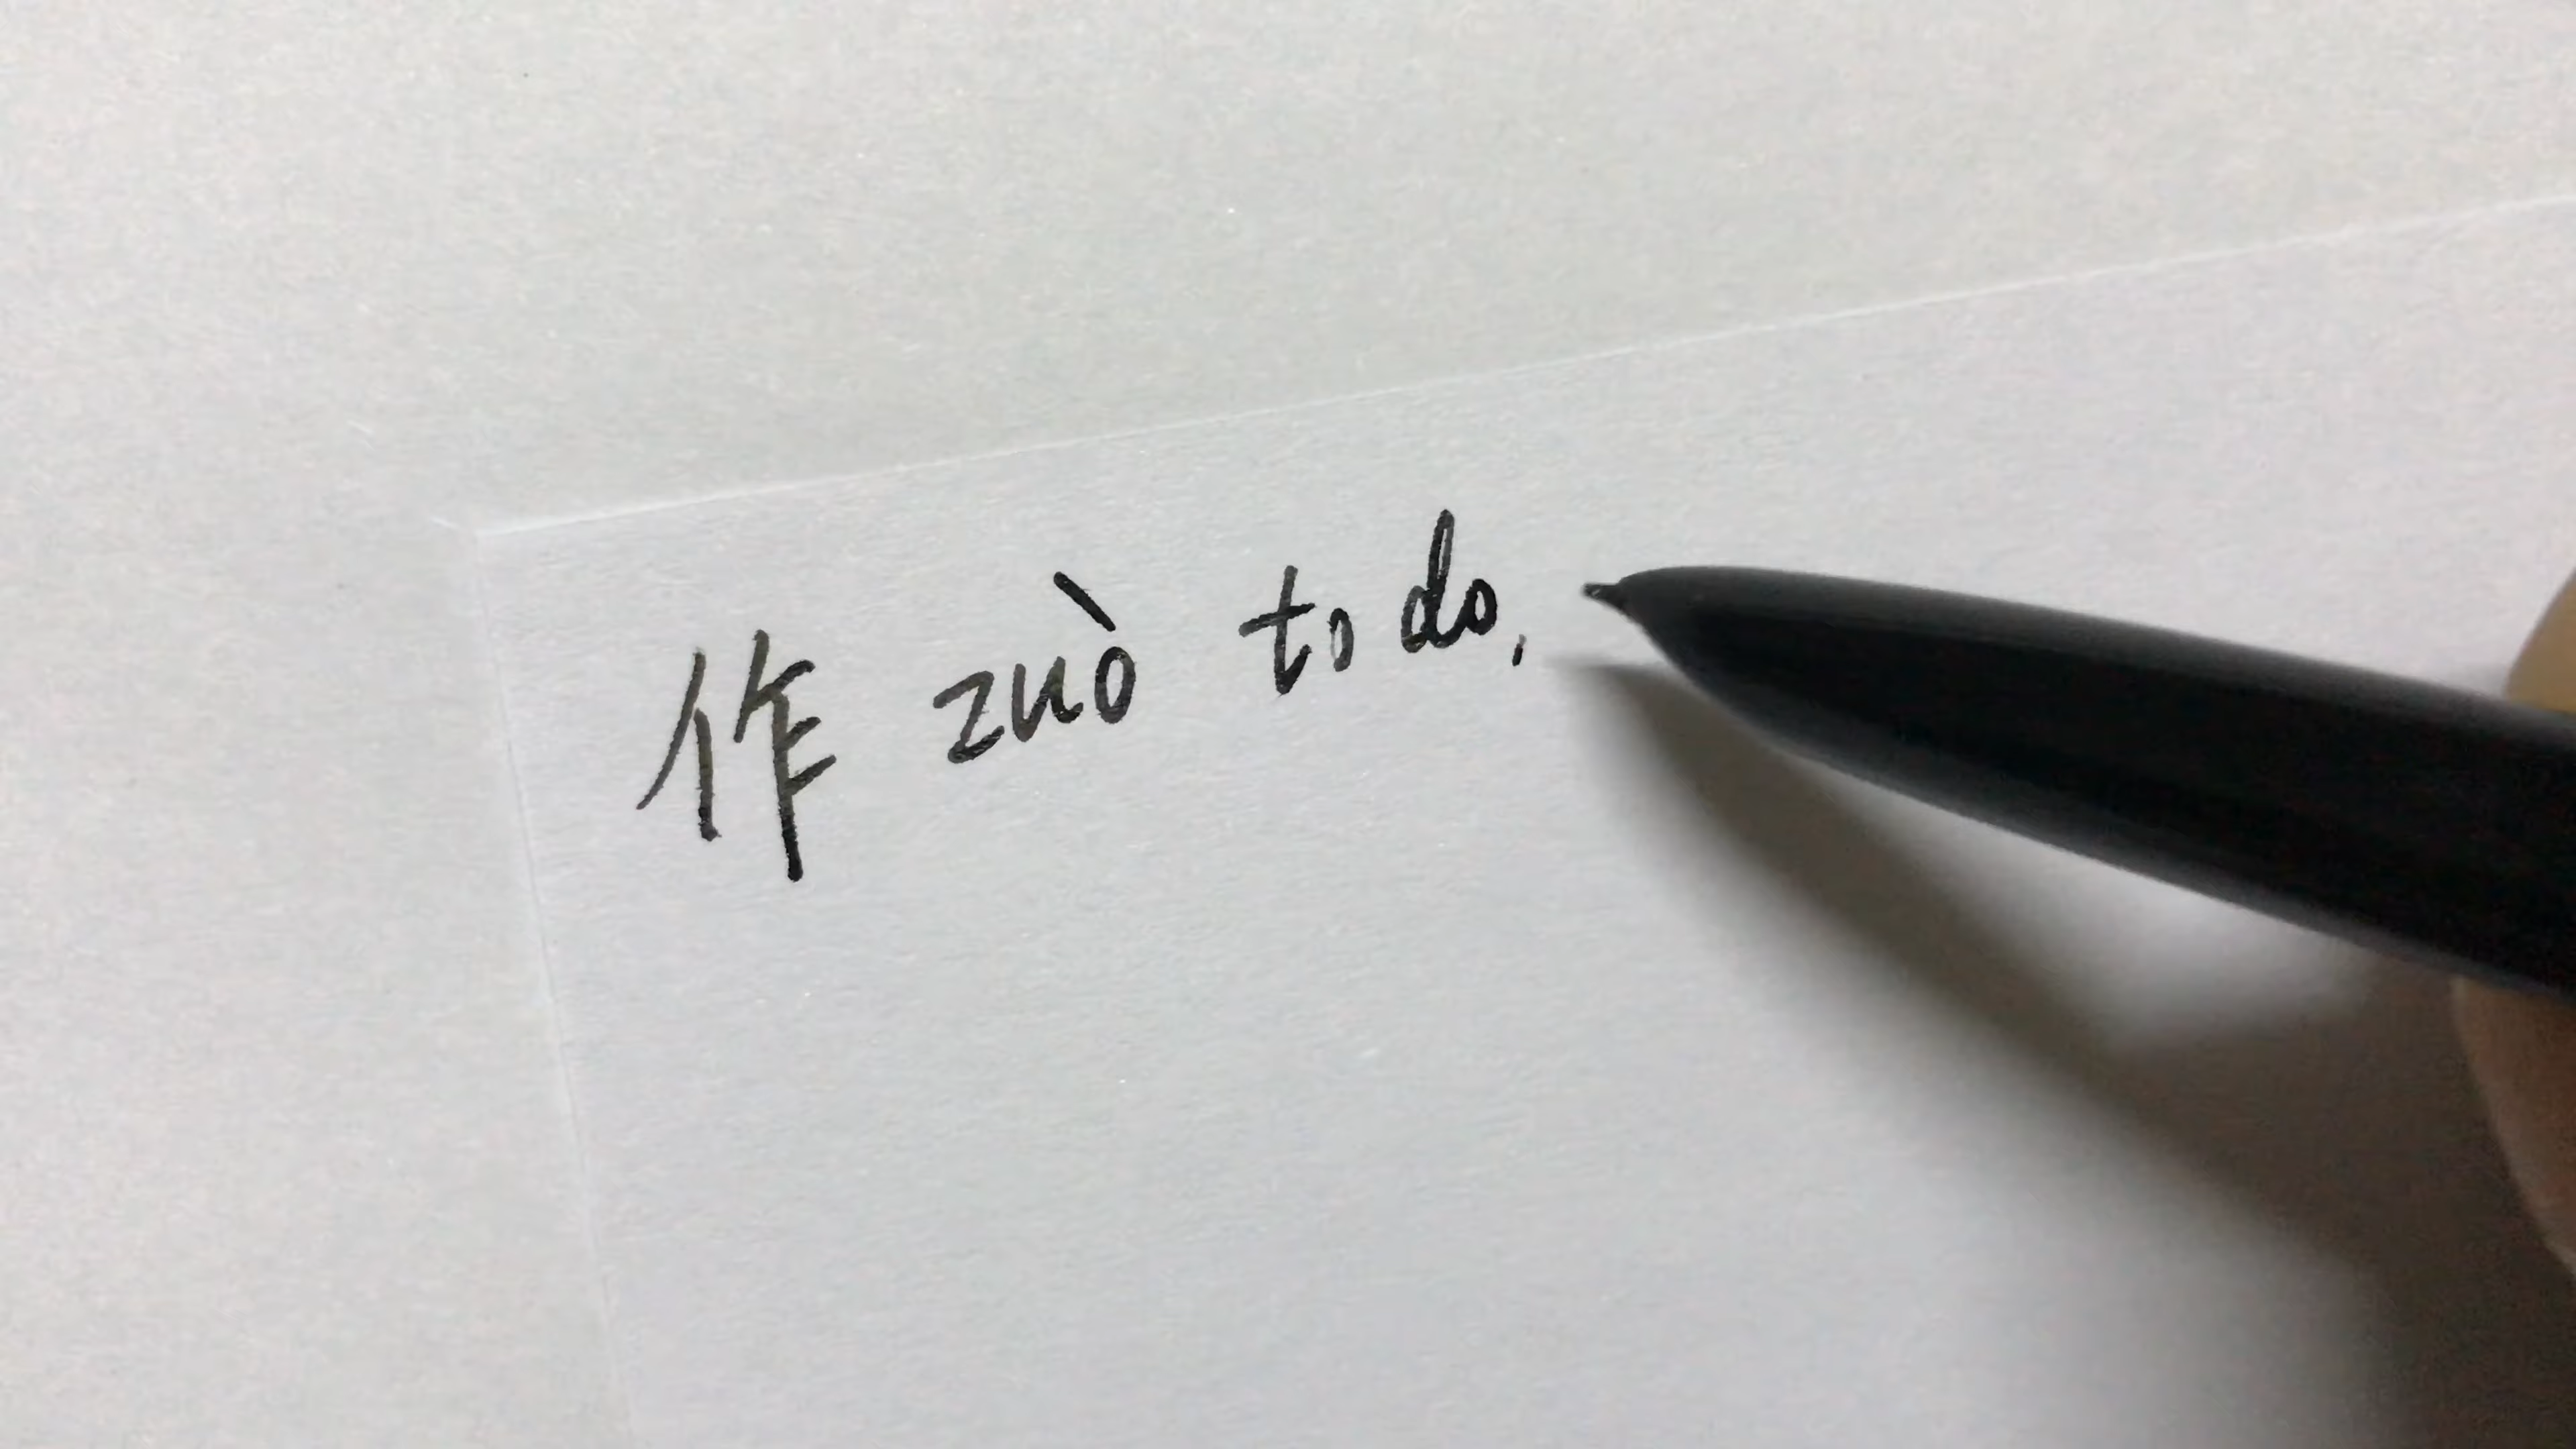 作 zuò to do,